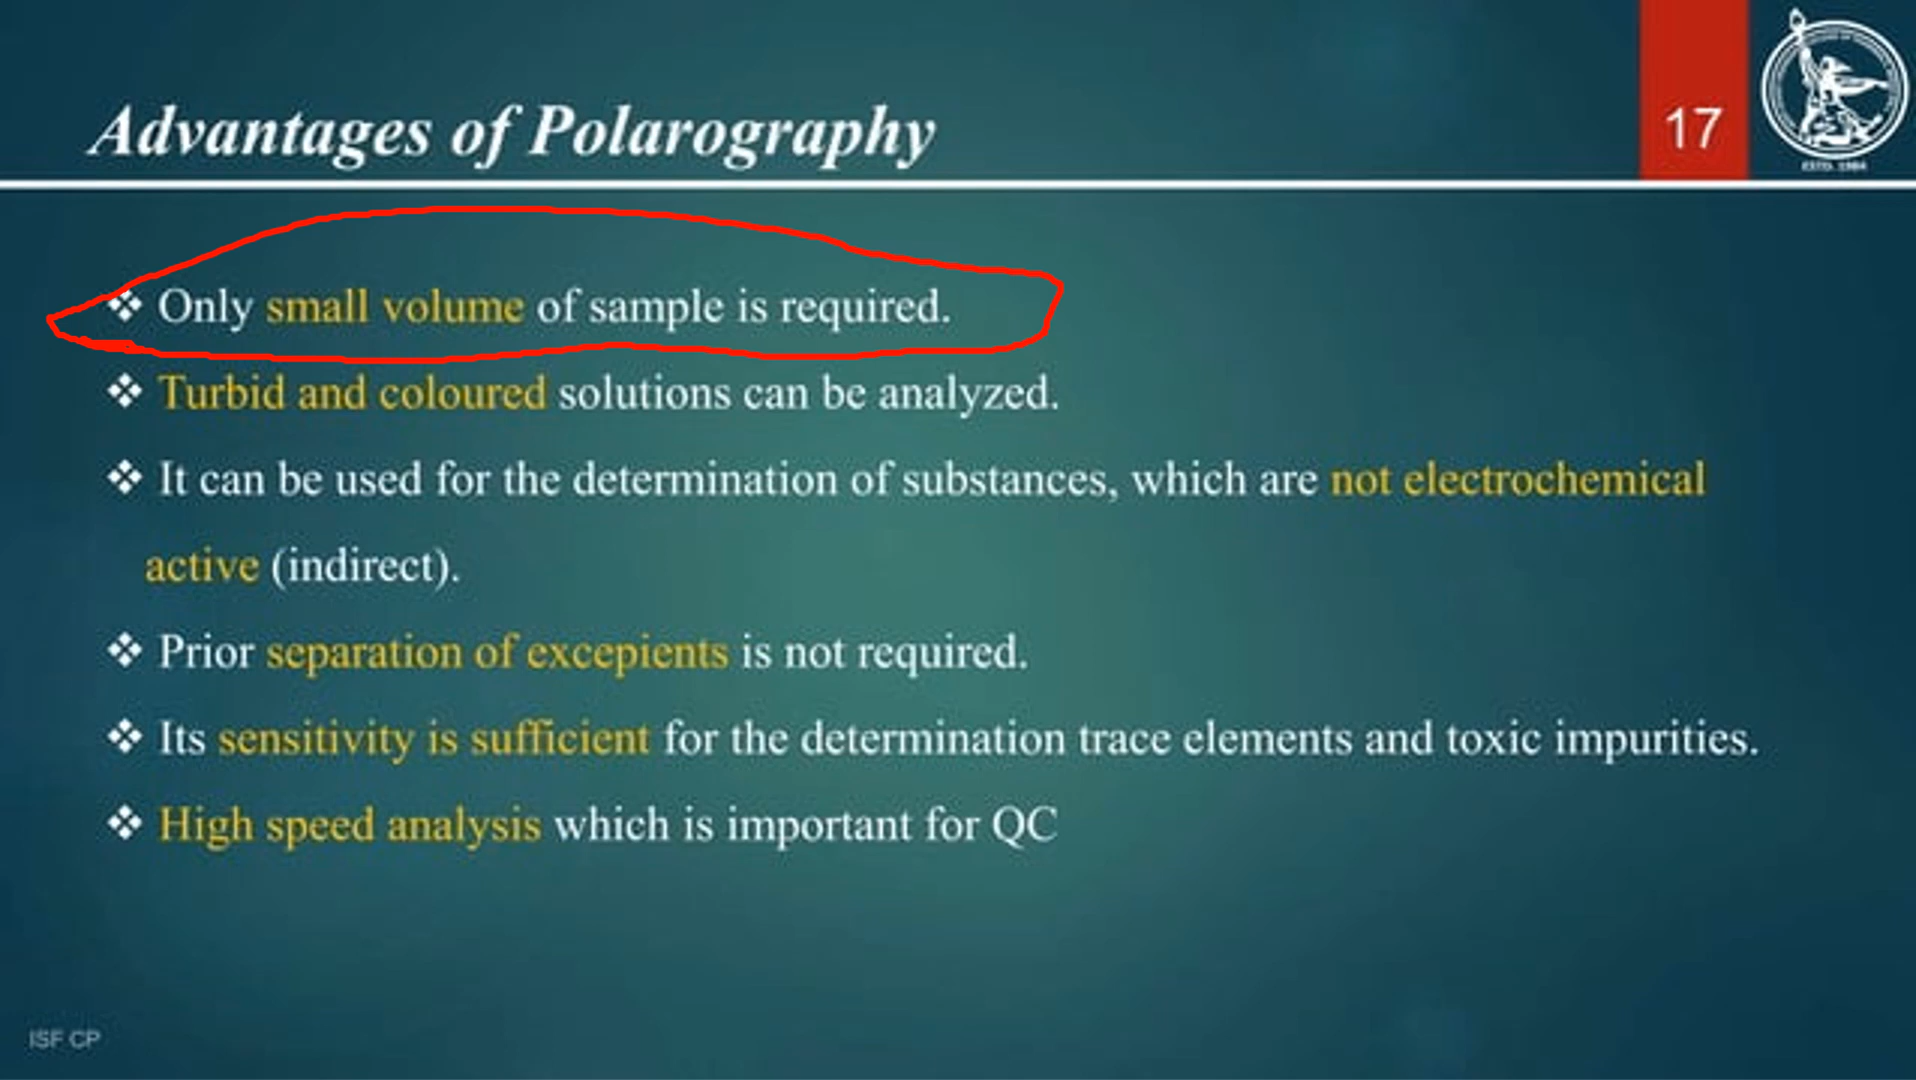 Advantages of Polarography
17
ESTD. 1984
❖ Only small volume of sample is required.
❖ Turbid and coloured solutions can be analyzed.
❖ It can be used for the determination of substances, which are not electrochemical
active (indirect).
❖ Prior separation of excepients is not required.
❖ Its sensitivity is sufficient for the determination trace elements and toxic impurities.
❖ High speed analysis which is important for QC
ISF CP